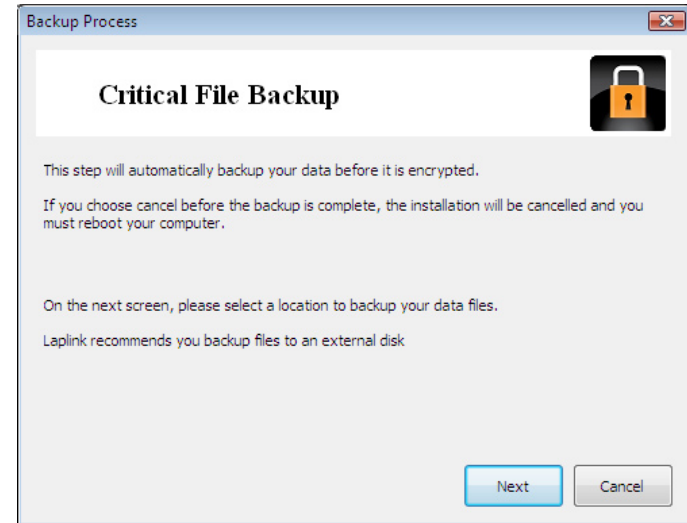 Backup Process
Critical File Backup
This step will automatically backup your data before it is encrypted.
If you choose cancel before the backup is complete, the installation will be cancelled and you
must reboot your computer.
On the next screen, please select a location to backup your data files.
Laplink recommends you backup files to an external disk
Next
Cancel